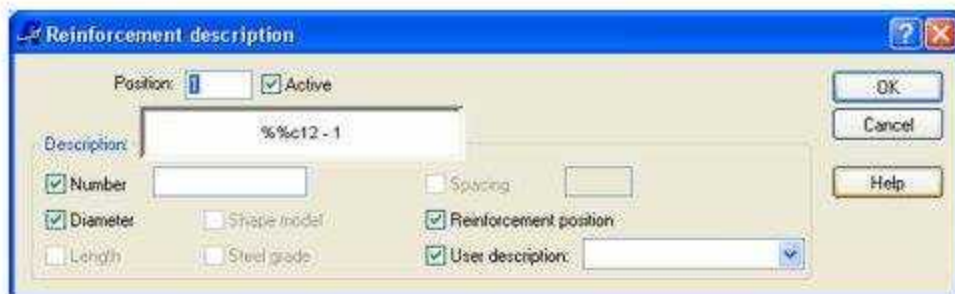 Reinforcement description
Position: 1 Active
OK
%%c12 - 1
Cancel
Description:
Number Spacing
Help
Diameter Shape model Reinforcement position
Length Steel grade User description: